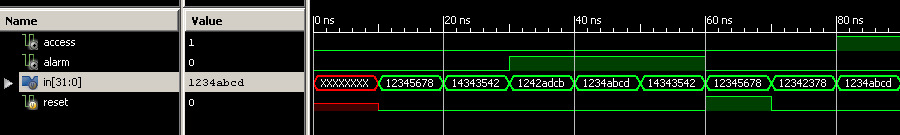 Name Value 0 ns 20 ns 40 ns 60 ns 80 ns
access 1
alarm 0
in[31:0] 1234abcd XXXXXXXX 12345678 14343542 1242adcb 1234abcd 14343542 12345678 12342378 1234abcd
reset 0